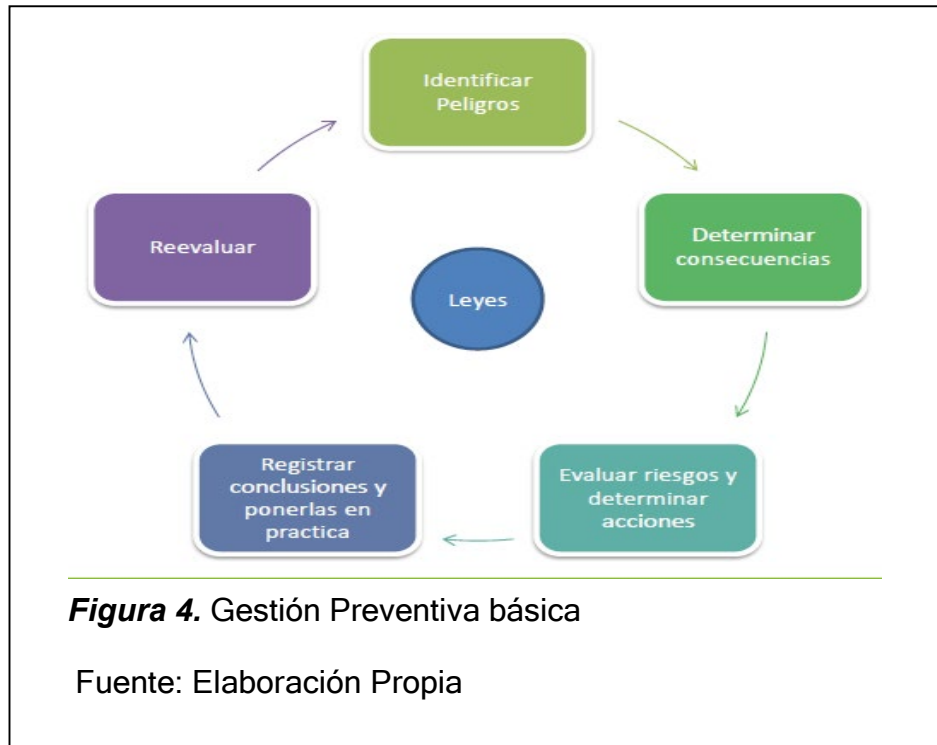 Identificar
Peligros
Determinar
consecuencias
Evaluar riesgos y
determinar
acciones
Registrar
conclusiones y
ponerlas en
practica
Reevaluar
Leyes
Figura 4. Gestión Preventiva básica
Fuente: Elaboración Propia